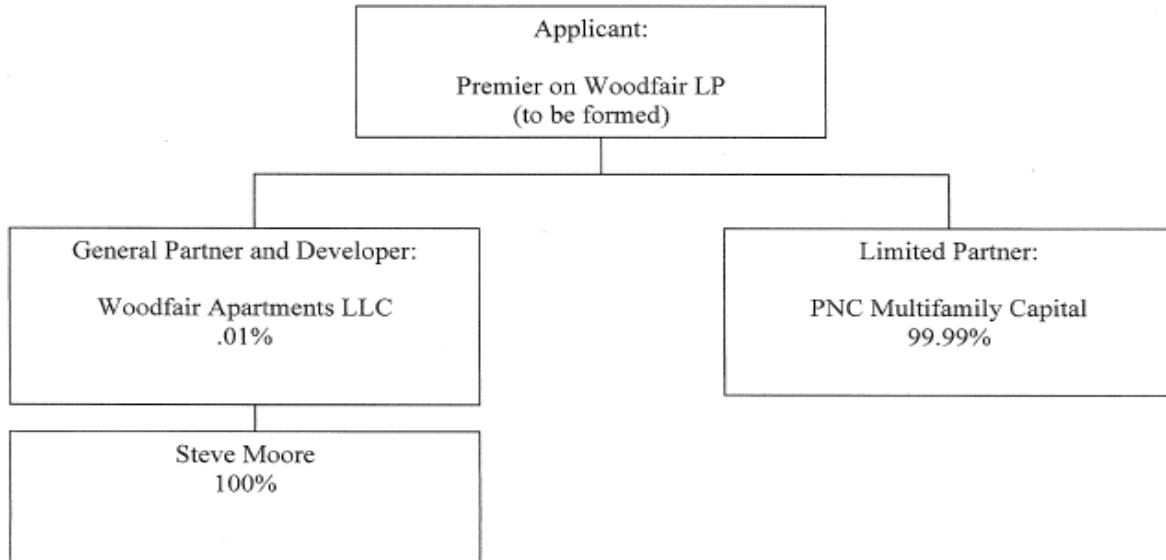 Applicant:
Premier on Woodfair LP
(to be formed)
General Partner and Developer:
Woodfair Apartments LLC
.01%
Limited Partner:
PNC Multifamily Capital
99.99%
Steve Moore
100%